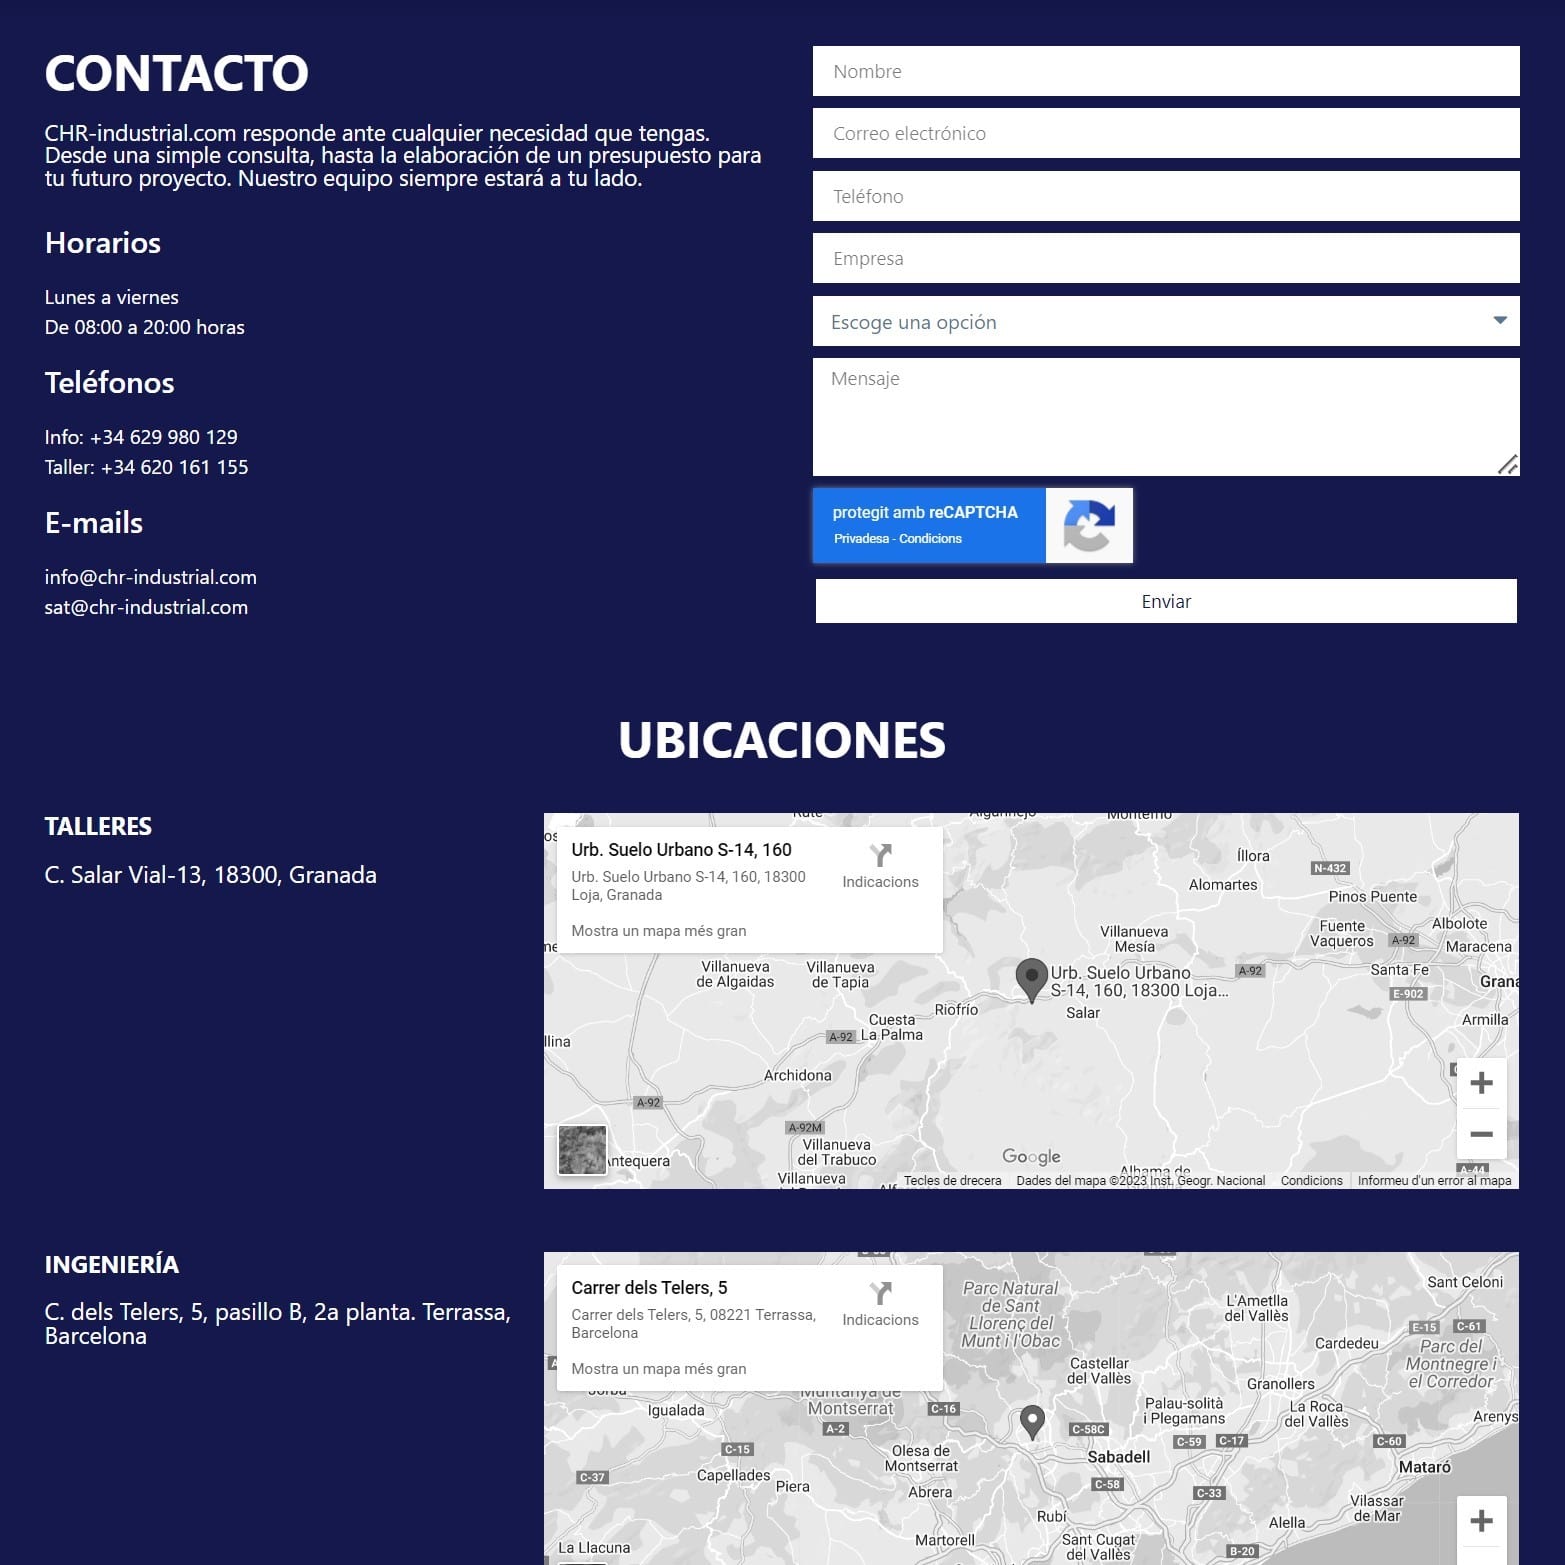 CONTACTO
CHR-industrial.com responde ante cualquier necesidad que tengas.
Desde una simple consulta, hasta la elaboración de un presupuesto para
tu futuro proyecto. Nuestro equipo siempre estará a tu lado.
Horarios
Lunes a viernes
De 08:00 a 20:00 horas
Teléfonos
Info: +34 629 980 129
Taller: +34 620 161 155
E-mails
info@chr-industrial.com
sat@chr-industrial.com
Nombre
Correo electrónico
Teléfono
Empresa
Escoge una opción
Mensaje
protegit amb reCAPTCHA
Privadesa - Condicions
Enviar
UBICACIONES
TALLERES
C. Salar Vial-13, 18300, Granada
Urb. Suelo Urbano S-14, 160
Urb. Suelo Urbano S-14, 160, 18300
Loja, Granada
Indicacions
Mostra un mapa més gran
Íllora
N-432
Alomartes
Pinos Puente
Villanueva
Mesía
Fuente
Vaqueros
A-92
Albolote
Maracena
Villanueva
de Algaidas
Villanueva
de Tapia
Urb. Suelo Urbano
S-14, 160, 18300 Loja...
A-92
Santa Fe
E-902
Riofrío
Salar
Cuesta
La Palma
A-92
Armilla
Archidona
A-92
A-92M
Villanueva
del Trabuco
Villanueva
Google
Alhama de
A-44
Tecles de drecera
Dades del mapa ©2023 Inst. Geogr. Nacional
Condicions
Informeu d'un error al mapa
INGENIERÍA
C. dels Telers, 5, pasillo B, 2a planta. Terrassa,
Barcelona
Carrer dels Telers, 5
Carrer dels Telers, 5, 08221 Terrassa,
Barcelona
Indicacions
Mostra un mapa més gran
Parc Natural
de Sant
Llorenç del
Munt i l'Obac
Sant Celoni
L'Ametlla
del Vallès
E-15
C-61
Cardedeu
Parc del
Montnegre i
el Corredor
Castellar
del Vallès
Granollers
Muntanya de
Montserrat
Igualada
C-16
A-2
Palau-solità
i Plegamans
La Roca
del Vallès
Arenys
C-58C
C-59
C-17
C-60
C-15
Olesa de
Montserrat
Sabadell
Mataró
C-37
Capellades
Piera
Abrera
C-58
C-33
Vilassar
de Mar
Rubí
Alella
Martorell
Sant Cugat
del Vallès
B-20
La Llacuna